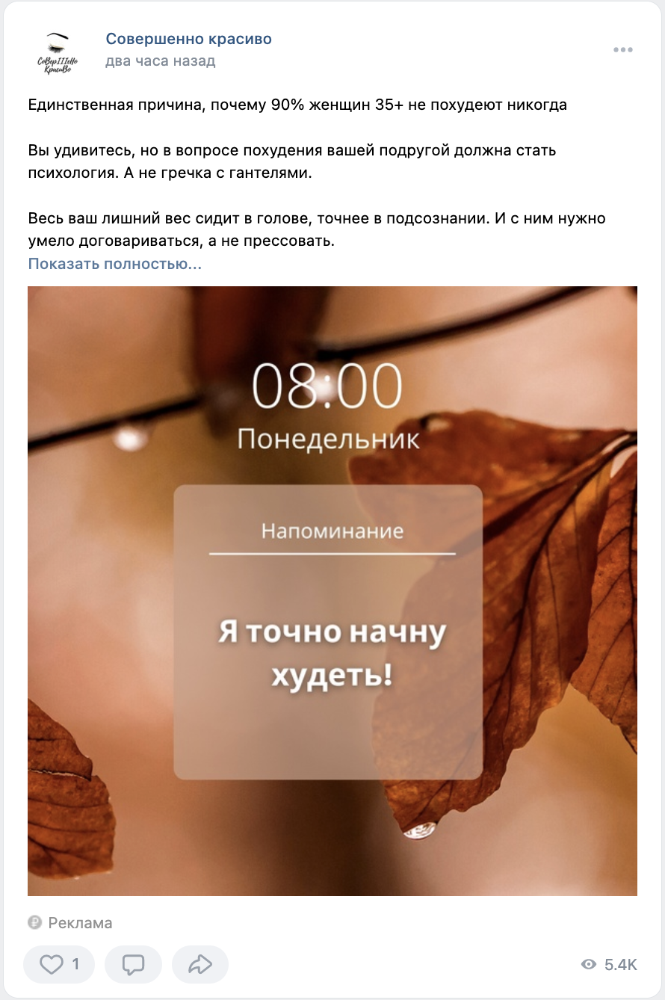 СоВерШеНо
КрасиВо
Совершенно красиво
два часа назад
Единственная причина, почему 90% женщин 35+ не похудеют никогда
Вы удивитесь, но в вопросе похудения вашей подругой должна стать
психология. А не гречка с гантелями.
Весь ваш лишний вес сидит в голове, точнее в подсознании. И с ним нужно
умело договариваться, а не прессовать.
Показать полностью...
08:00
Понедельник
Напоминание
Я точно начну
худеть!
Реклама
1
5.4K